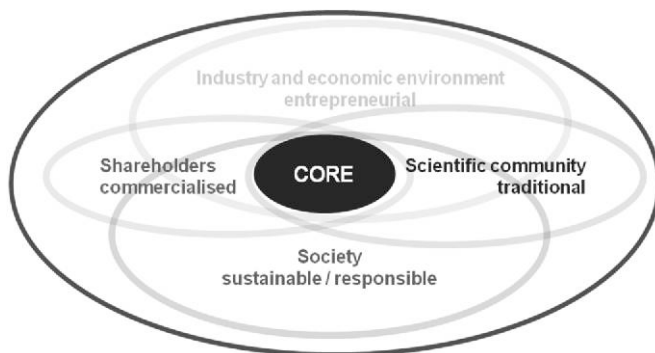 Industry and economic environment
entrepreneurial
Shareholders
commercialised
CORE
Scientific community
traditional
Society
sustainable / responsible